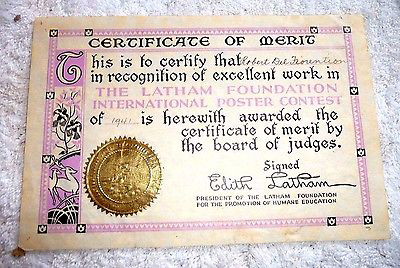 CERTIFICATE OF MERIT
This is to certify that Robert Del
in recognition of excellent work in
THE LATHAM FOUNDATION
INTERNATIONAL POSTER CONTEST
of 1941 is herewith awarded the
certificate of merit by
the board of judges.
Signed
Edith Latham
PRESIDENT OF THE LATHAM FOUNDATION
FOR THE PROMOTION OF HUMANE EDUCATION